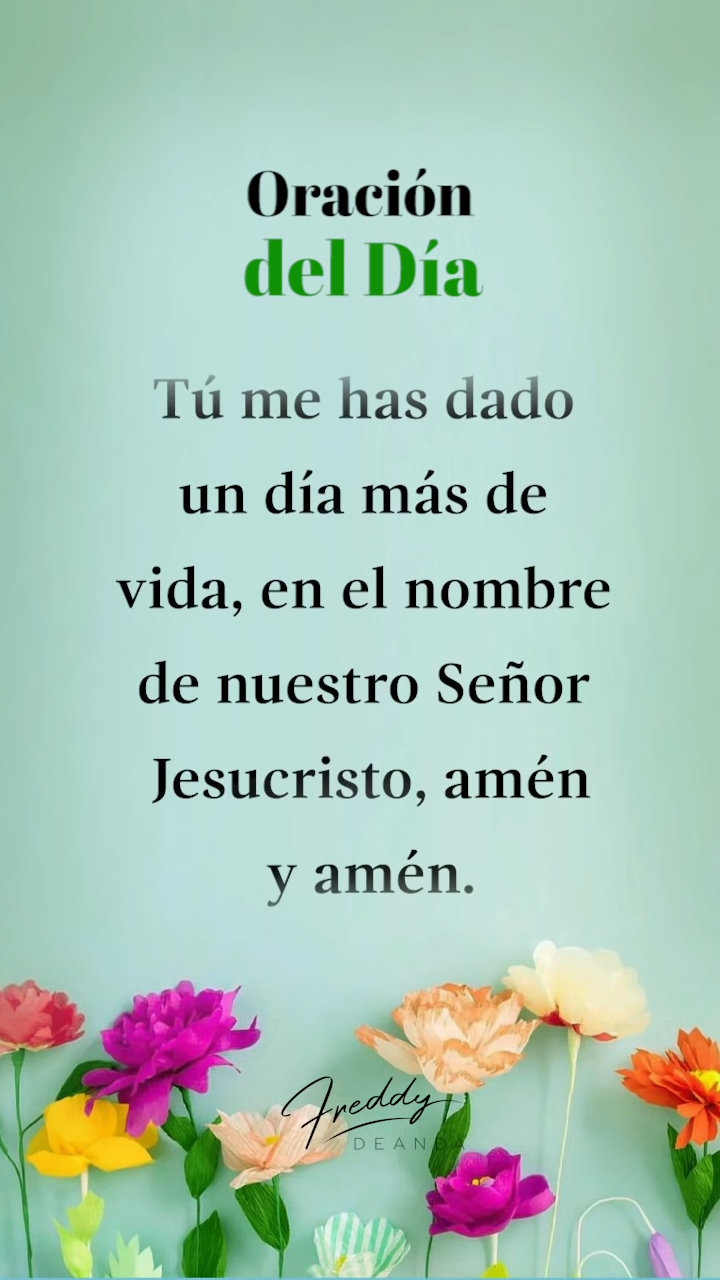 Oración
del Día
Tú me has dado
un día más de
vida, en el nombre
de nuestro Señor
Jesucristo, amén
y amén.
Freddy
DEANDA